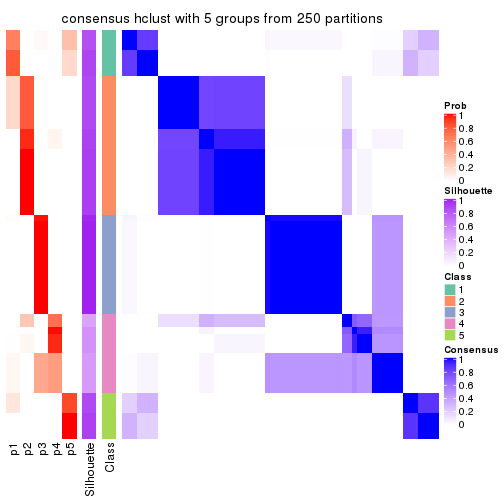 consensus hclust with 5 groups from 250 partitions
Prob
1
0.8
0.6
0.4
0.2
0
Silhouette
1
0.8
0.6
0.4
0.2
0
Class
1
2
3
4
5
Consensus
1
0.8
0.6
0.4
0.2
0
p1
p2
p3
p4
p5
Silhouette
Class